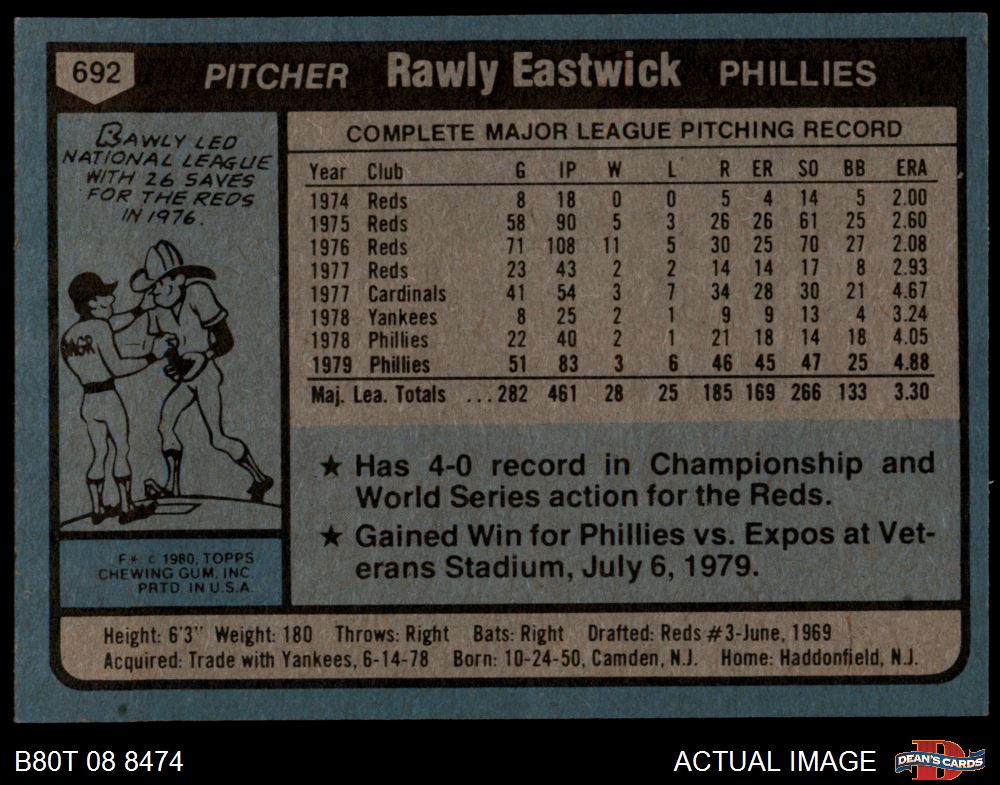 692 PITCHER Rawly Eastwick PHILLIES
RAWLY LED
NATIONAL LEAGUE
WITH 26 SAVES
FOR THE REDS
IN 1976.
MGR
F* © 1980, TOPPS
CHEWING GUM, INC.
PRTD. IN U.S.A.
COMPLETE MAJOR LEAGUE PITCHING RECORD
Year Club G IP W L R ER SO BB ERA
1974 Reds 8 18 0 0 5 4 14 5 2.00
1975 Reds 58 90 5 3 26 26 61 25 2.60
1976 Reds 71 108 11 5 30 25 70 27 2.08
1977 Reds 23 43 2 2 14 14 17 8 2.93
1977 Cardinals 41 54 3 7 34 28 30 21 4.67
1978 Yankees 8 25 2 1 9 9 13 4 3.24
1978 Phillies 22 40 2 1 21 18 14 18 4.05
1979 Phillies 51 83 3 6 46 45 47 25 4.88
Maj. Lea. Totals ...282 461 28 25 185 169 266 133 3.30
★ Has 4-0 record in Championship and
World Series action for the Reds.
★ Gained Win for Phillies vs. Expos at Vet-
erans Stadium, July 6, 1979.
Height: 6'3" Weight: 180 Throws: Right Bats: Right Drafted: Reds #3-June, 1969
Acquired: Trade with Yankees, 6-14-78 Born: 10-24-50, Camden, N.J. Home: Haddonfield, N.J.
B80T 08 8474 ACTUAL IMAGE
D
DEAN'S CARDS